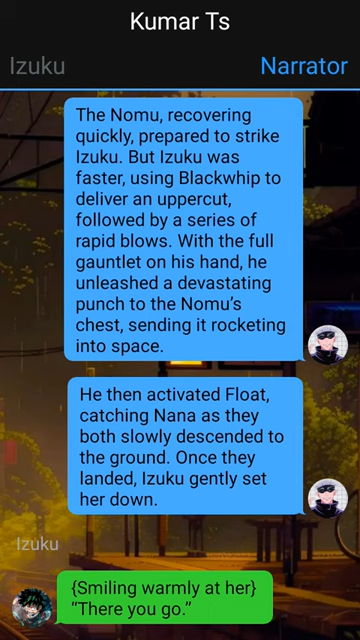 Kumar Ts
Izuku
Narrator
The Nomu, recovering
quickly, prepared to strike
Izuku. But Izuku was
faster, using Blackwhip to
deliver an uppercut,
followed by a series of
rapid blows. With the full
gauntlet on his hand, he
unleashed a devastating
punch to the Nomu’s
chest, sending it rocketing
into space.
He then activated Float,
catching Nana as they
both slowly descended to
the ground. Once they
landed, Izuku gently set
her down.
Izuku
{Smiling warmly at her}
“There you go.”